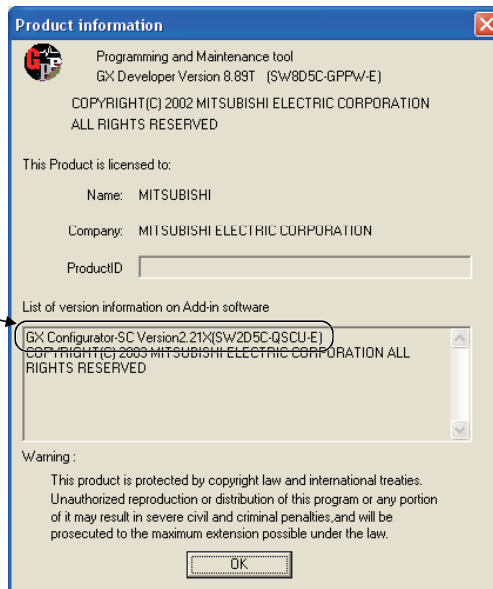 Product information
Programming and Maintenance tool
GX Developer Version 8.89T (SW8D5C-GPPW-E)
COPYRIGHT(C) 2002 MITSUBISHI ELECTRIC CORPORATION
ALL RIGHTS RESERVED
This Product is licensed to:
Name: MITSUBISHI
Company: MITSUBISHI ELECTRIC CORPORATION
ProductID
List of version information on Add-in software
GX Configurator-SC Version2.21X(SW2D5C-QSCU-E)
COPYRIGHT(C) 2003 MITSUBISHI ELECTRIC CORPORATION ALL
RIGHTS RESERVED
Warning :
This product is protected by copyright law and international treaties.
Unauthorized reproduction or distribution of this program or any portion
of it may result in severe civil and criminal penalties,and will be
prosecuted to the maximum extension possible under the law.
OK